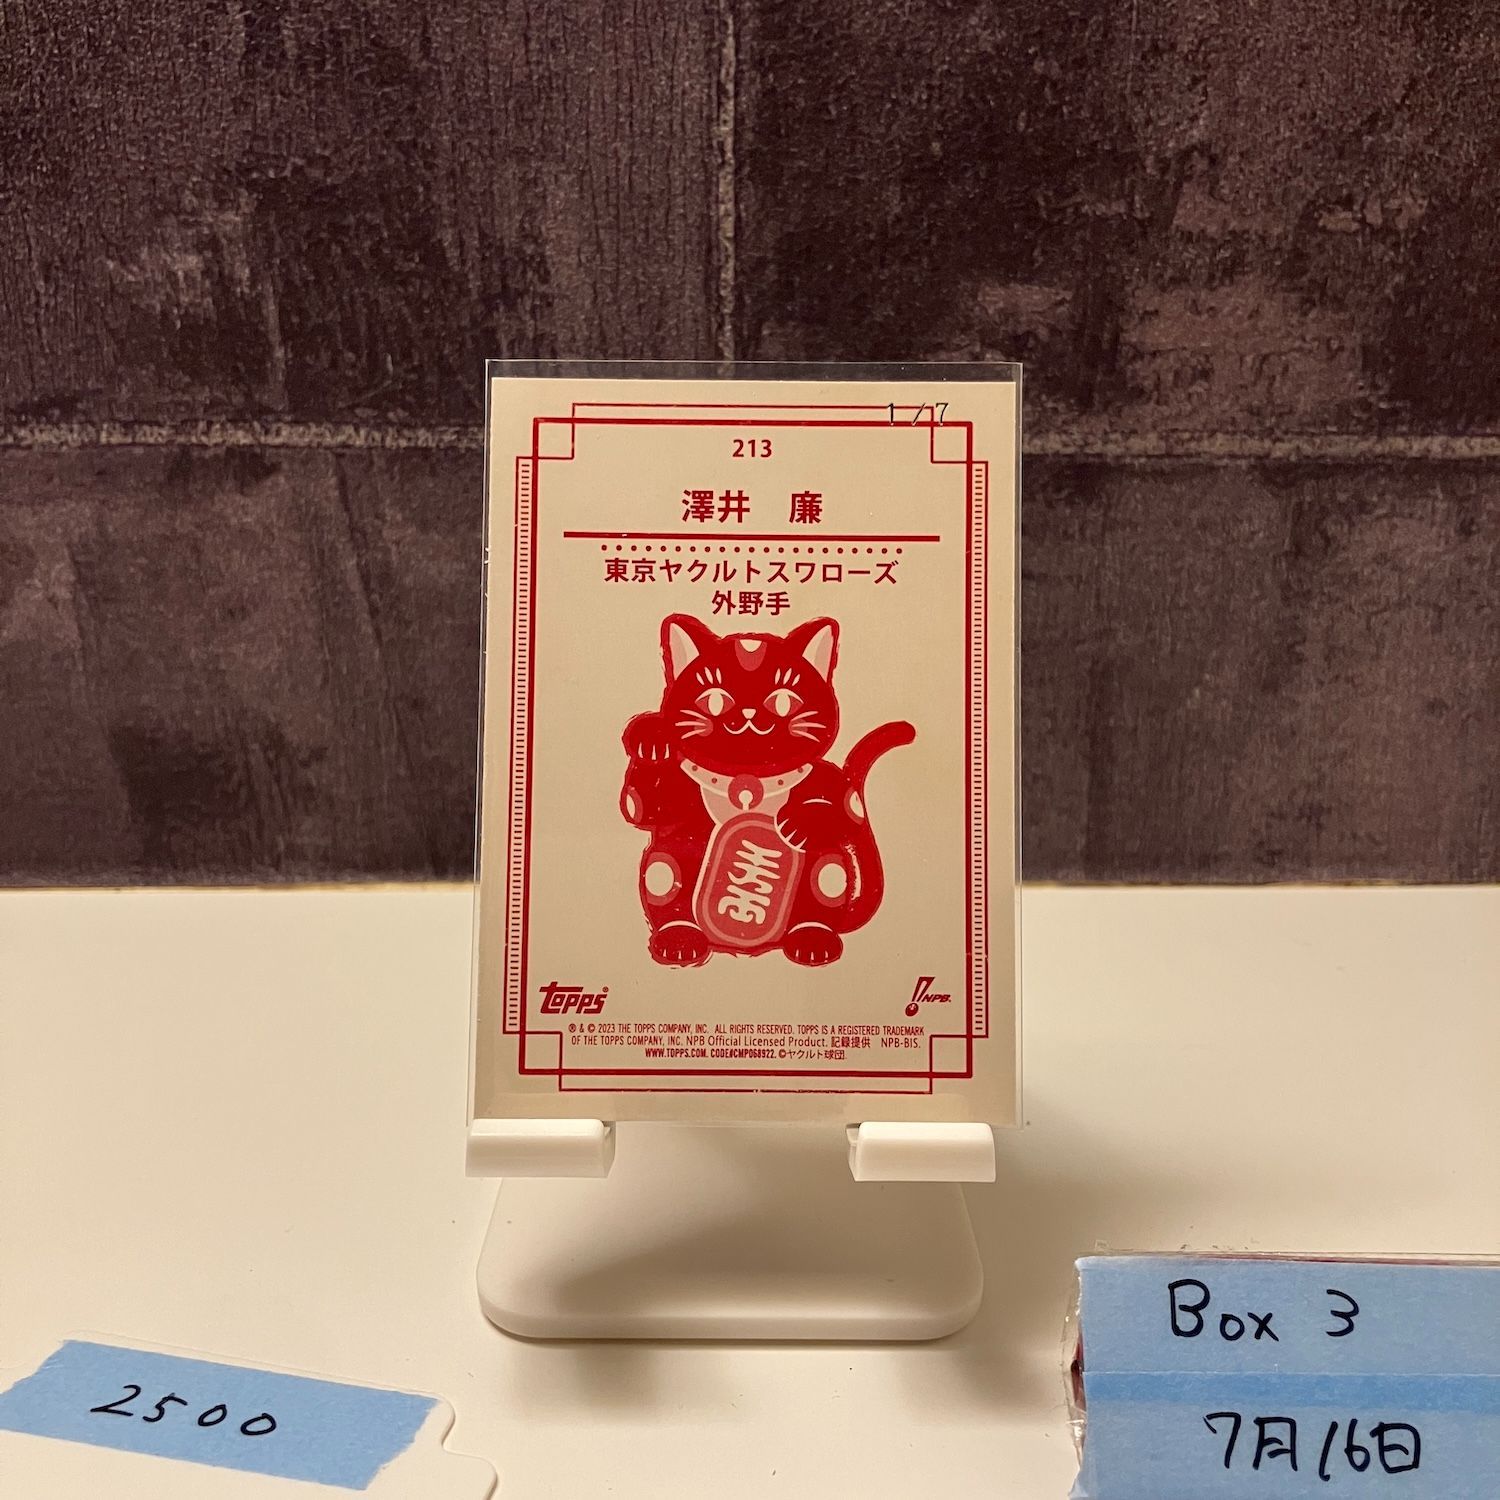 1/7
213
澤井 廉
東京ヤクルトスワローズ
外野手
TOPPS®
NPB.
® & © 2023 THE TOPPS COMPANY, INC. ALL RIGHTS RESERVED. TOPPS IS A REGISTERED TRADEMARK
OF THE TOPPS COMPANY, INC. NPB Official Licensed Product. 記録提供 NPB-BIS.
WWW.TOPPS.COM. CODE#CMP068922. ©ヤクルト球団.
Box 3
7月16日
2500